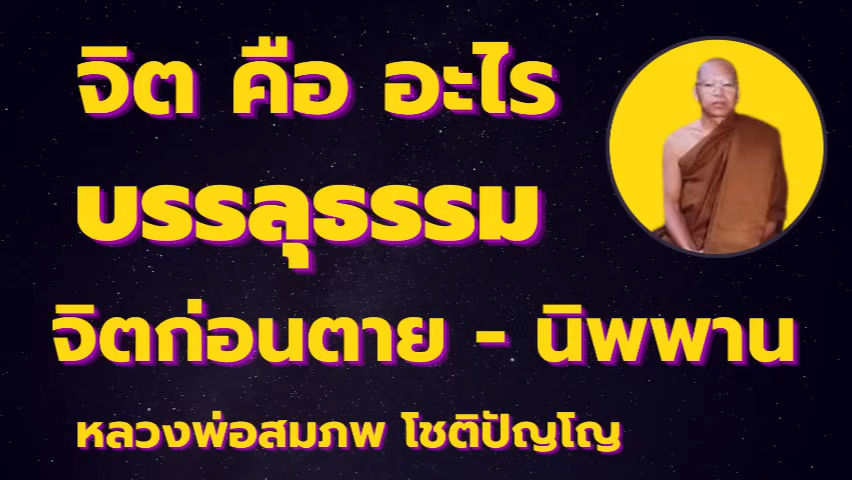 จิต คือ อะไร
บรรลุธรรม
จิตก่อนตาย - นิพพาน
หลวงพ่อสมภพ โชติปัญโญ